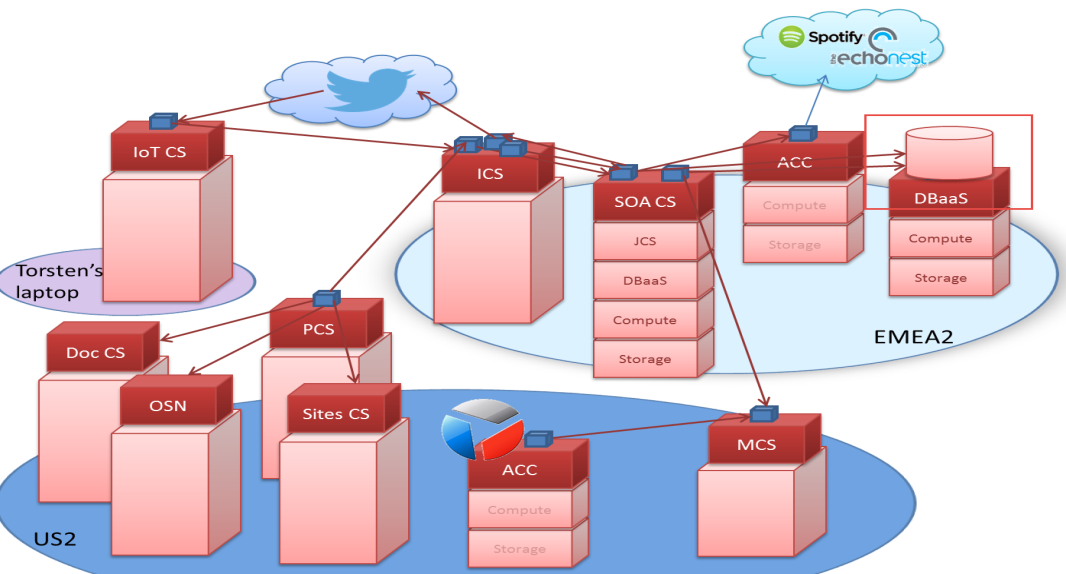 Spotify
the echonest
IoT CS
ICS
SOA CS
JCS
DBaaS
Compute
Storage
ACC
Compute
Storage
DBaaS
Compute
Storage
EMEA2
Torsten's
laptop
PCS
Doc CS
OSN
Sites CS
ACC
Compute
Storage
MCS
US2